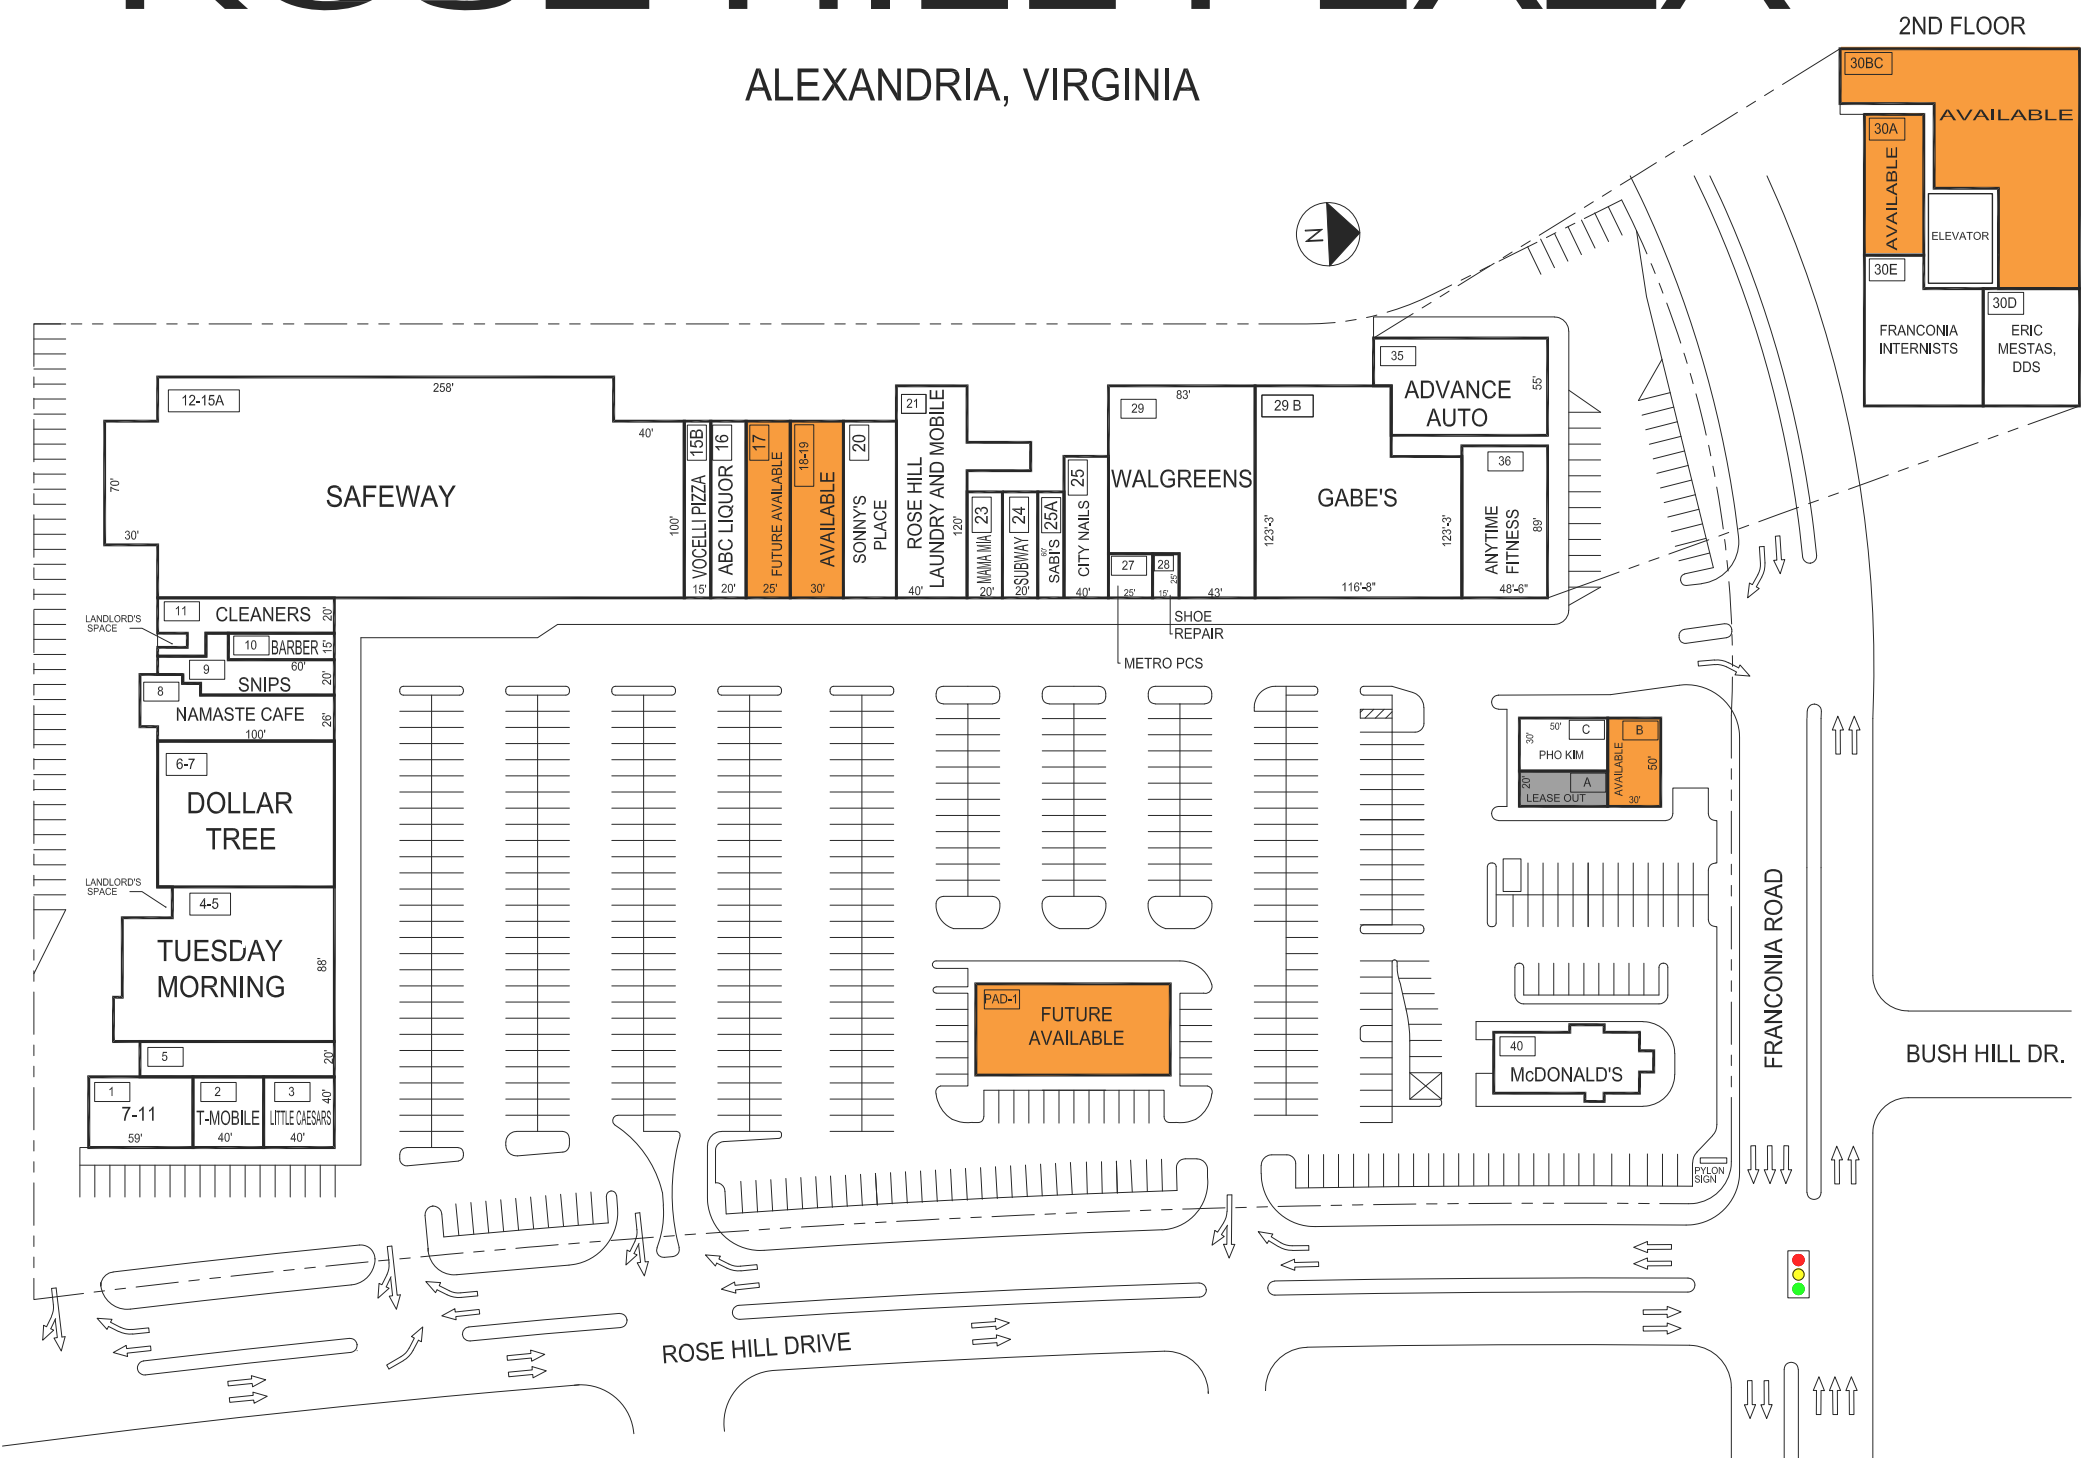 ROSE HILL PLAZA
ALEXANDRIA, VIRGINIA
2ND FLOOR
30BC
AVAILABLE
30A
AVAILABLE
ELEVATOR
30E
FRANCONIA
INTERNISTS
30D
ERIC
MESTAS,
DDS
N
12-15A
258'
40'
70'
30'
SAFEWAY
100'
15B
VOCELLI PIZZA
15'
16
ABC LIQUOR
20'
17
FUTURE AVAILABLE
25'
18-19
AVAILABLE
30'
20
SONNY'S
PLACE
21
ROSE HILL
LAUNDRY AND MOBILE
120'
40'
23
MAMA MIA
20'
24
SUBWAY
20'
25A
SABI'S
60'
25
CITY NAILS
40'
29
83'
WALGREENS
123'-3"
43'
27
25'
28
25'
15'
SHOE
REPAIR
METRO PCS
29 B
GABE'S
123'-3"
116'-8"
35
ADVANCE
AUTO
55'
36
ANYTIME
FITNESS
89'
48'-6"
11
CLEANERS
20'
LANDLORD'S
SPACE
10
BARBER
15'
9
60'
SNIPS
20'
8
NAMASTE CAFE
26'
100'
6-7
DOLLAR
TREE
LANDLORD'S
SPACE
4-5
TUESDAY
MORNING
88'
5
20'
1
7-11
59'
2
T-MOBILE
40'
3
LITTLE CAESARS
40'
40'
PAD-1
FUTURE
AVAILABLE
50'
C
30'
PHO KIM
20'
A
LEASE OUT
B
AVAILABLE
50'
30'
40
McDONALD'S
PYLON
SIGN
FRANCONIA ROAD
BUSH HILL DR.
ROSE HILL DRIVE